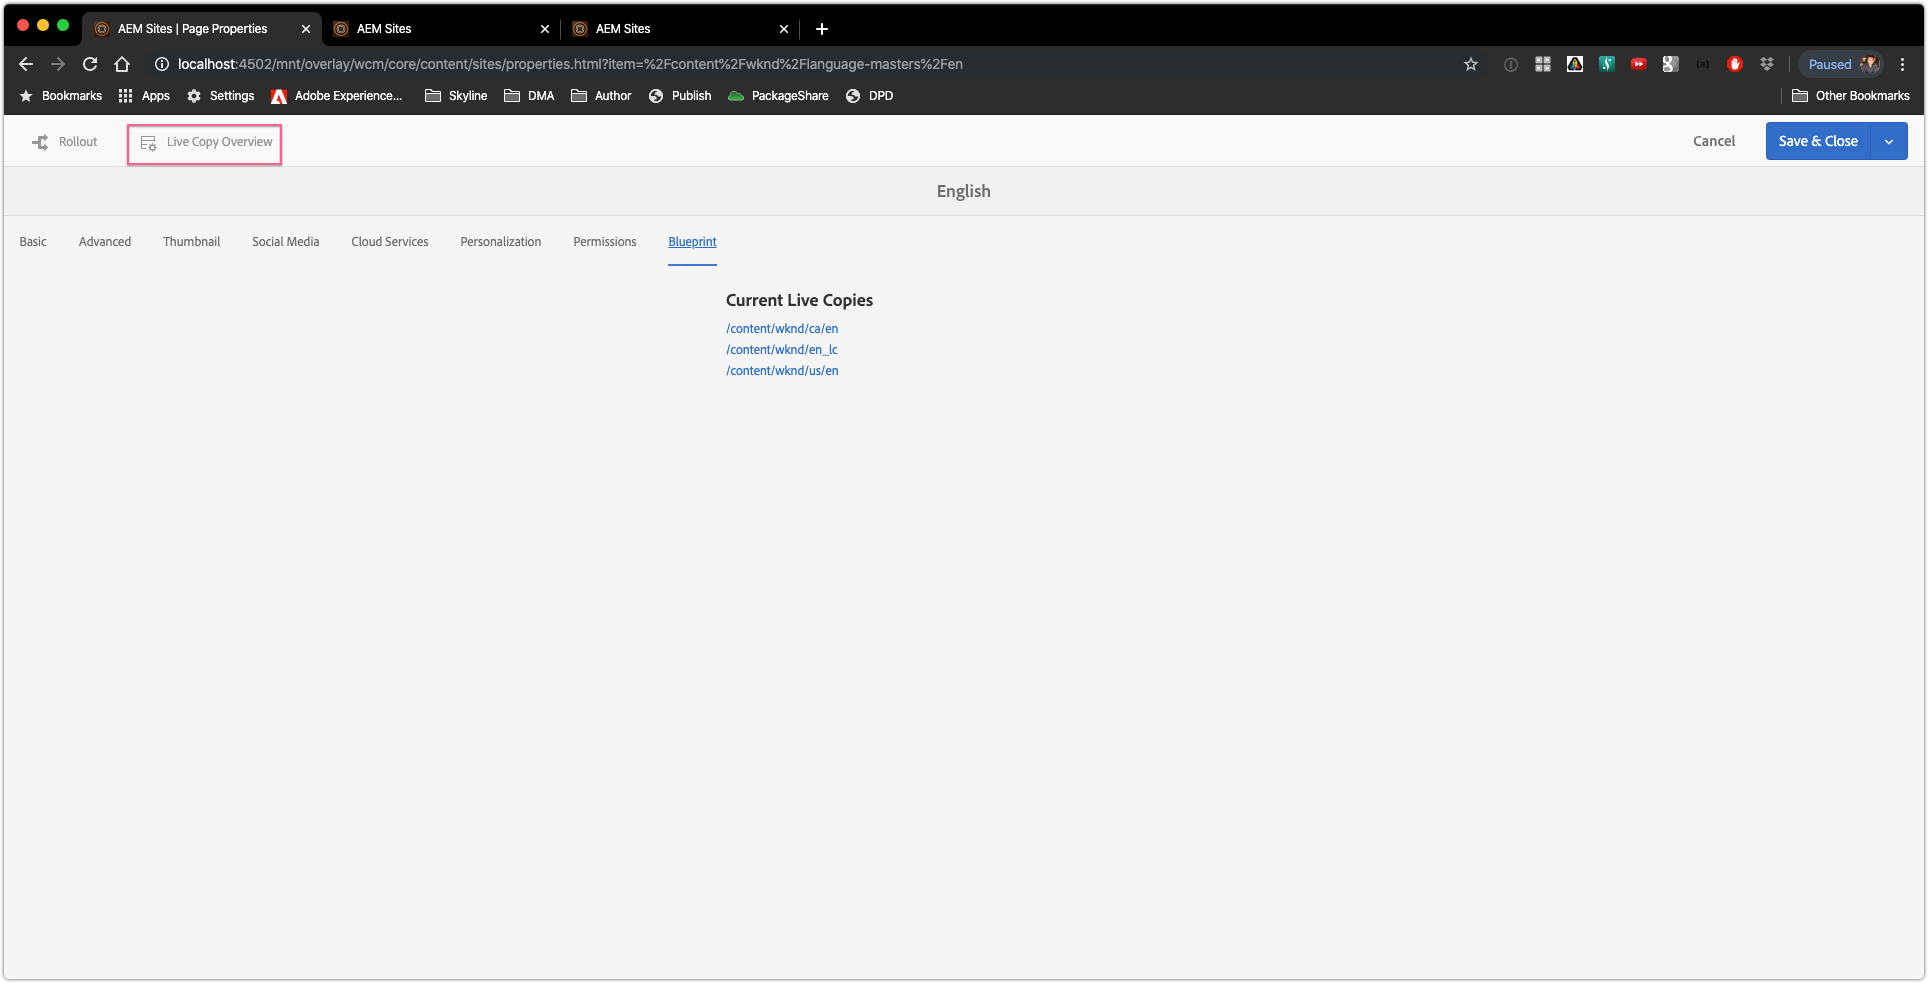 AEM Sites | Page Properties
AEM Sites
AEM Sites
localhost:4502/mnt/overlay/wcm/core/content/sites/properties.html?item=%2Fcontent%2Fwknd%2Flanguage-masters%2Fen
Paused
Bookmarks Apps Settings Adobe Experience... Skyline DMA Author Publish PackageShare DPD Other Bookmarks
Rollout Live Copy Overview Cancel Save & Close
English
Basic Advanced Thumbnail Social Media Cloud Services Personalization Permissions Blueprint
Current Live Copies
/content/wknd/ca/en
/content/wknd/en_lc
/content/wknd/us/en